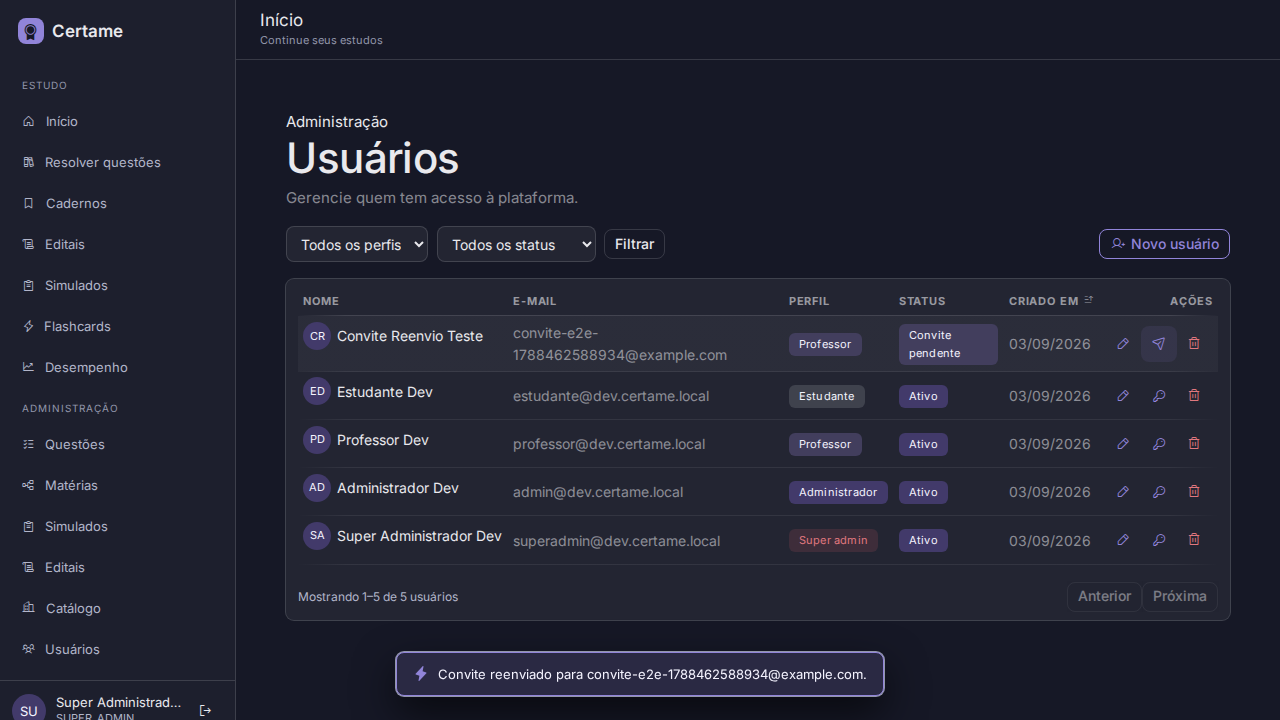 Certame
ESTUDO
Início
Resolver questões
Cadernos
Editais
Simulados
Flashcards
Desempenho
ADMINISTRAÇÃO
Questões
Matérias
Simulados
Editais
Catálogo
Usuários
SU
Super Administrad...
SUPER_ADMIN
Início
Continue seus estudos
Administração
Usuários
Gerencie quem tem acesso à plataforma.
Todos os perfis
Todos os status
Filtrar
Novo usuário
NOME E-MAIL PERFIL STATUS CRIADO EM AÇÕES
CR Convite Reenvio Teste convite-e2e-
1788462588934@example.com Professor Convite
pendente 03/09/2026
ED Estudante Dev estudante@dev.certame.local Estudante Ativo 03/09/2026
PD Professor Dev professor@dev.certame.local Professor Ativo 03/09/2026
AD Administrador Dev admin@dev.certame.local Administrador Ativo 03/09/2026
SA Super Administrador Dev superadmin@dev.certame.local Super admin Ativo 03/09/2026
Mostrando 1–5 de 5 usuários Anterior Próxima
Convite reenviado para convite-e2e-1788462588934@example.com.